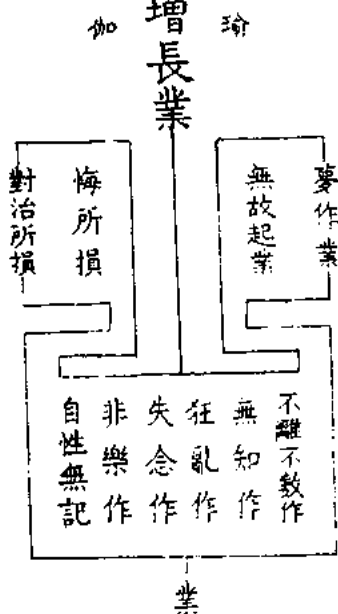 瑜伽
增長業
夢作業
無故起業
悔所損
對治所損
不離不數作
無知作
狂亂作
失念作
非樂作
自性無記
業